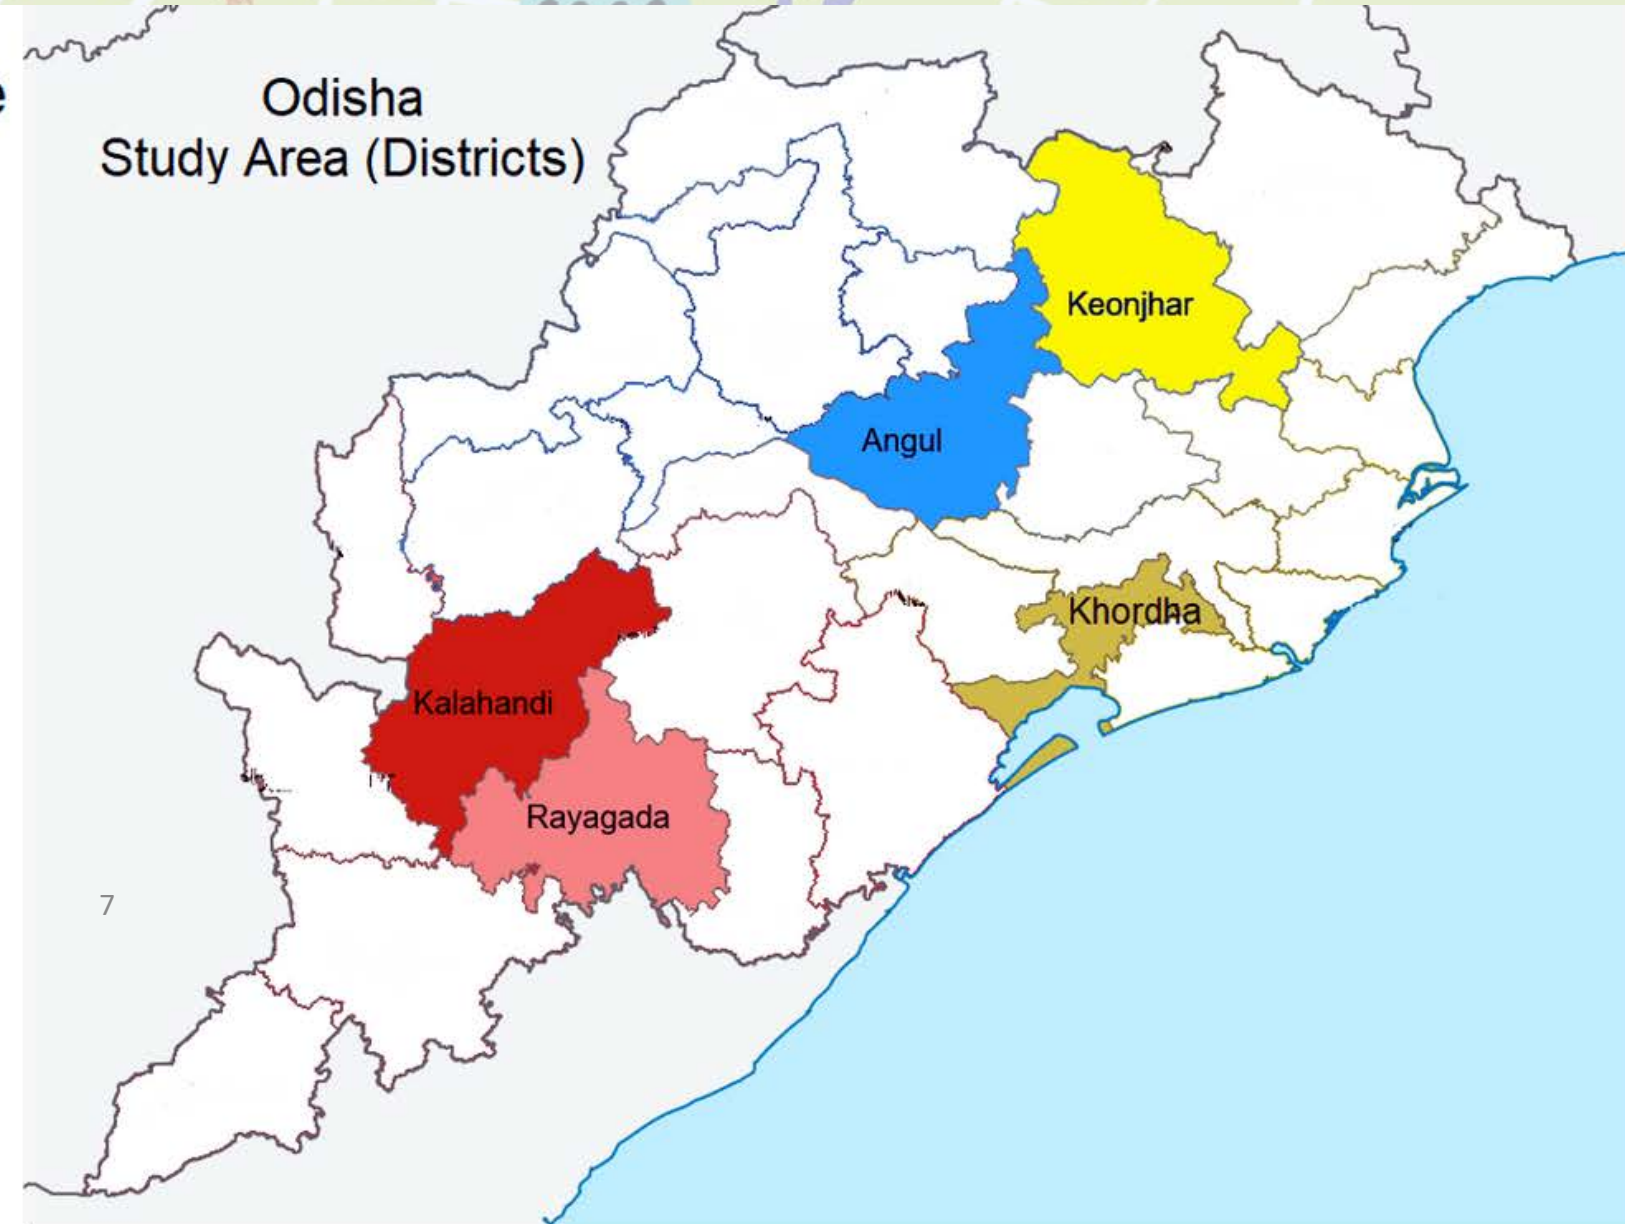 e
Odisha
Study Area (Districts)
Keonjhar
Angul
Khordha
Kalahandi
Rayagada
7